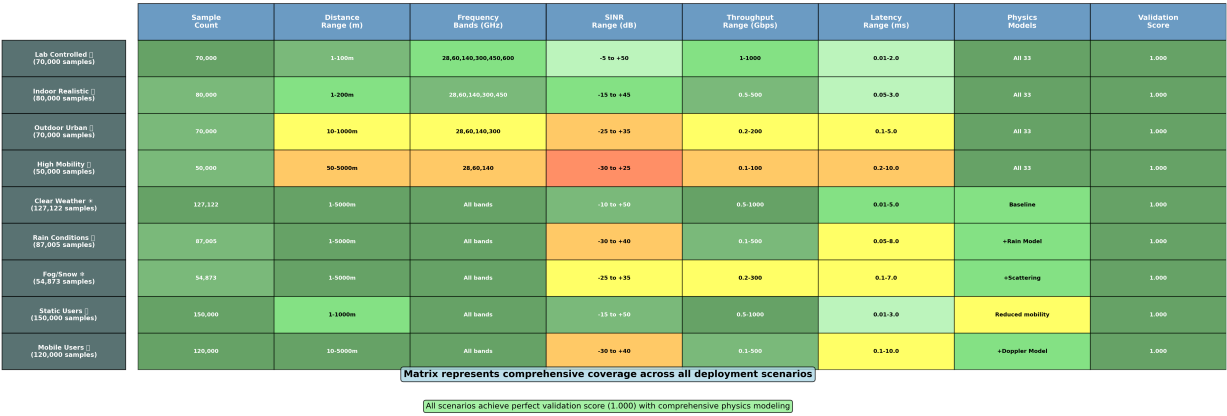 Sample
Count
Distance
Range (m)
Frequency
Bands (GHz)
SINR
Range (dB)
Throughput
Range (Gbps)
Latency
Range (ms)
Physics
Models
Validation
Score
Lab Controlled
(70,000 samples)
70,000
1-100m
28,60,140,300,450,600
-5 to +50
1-1000
0.01-2.0
All 33
1.000
Indoor Realistic
(80,000 samples)
80,000
1-200m
28,60,140,300,450
-15 to +45
0.5-500
0.05-3.0
All 33
1.000
Outdoor Urban
(70,000 samples)
70,000
10-1000m
28,60,140,300
-25 to +35
0.2-200
0.1-5.0
All 33
1.000
High Mobility
(50,000 samples)
50,000
50-5000m
28,60,140
-30 to +25
0.1-100
0.2-10.0
All 33
1.000
Clear Weather ☀
(127,122 samples)
127,122
1-5000m
All bands
-10 to +50
0.5-1000
0.01-5.0
Baseline
1.000
Rain Conditions
(87,005 samples)
87,005
1-5000m
All bands
-30 to +40
0.1-500
0.05-8.0
+Rain Model
1.000
Fog/Snow ❄
(54,873 samples)
54,873
1-5000m
All bands
-25 to +35
0.2-300
0.1-7.0
+Scattering
1.000
Static Users
(150,000 samples)
150,000
1-1000m
All bands
-15 to +50
0.5-1000
0.01-3.0
Reduced mobility
1.000
Mobile Users
(120,000 samples)
120,000
10-5000m
All bands
-30 to +40
0.1-500
0.1-10.0
+Doppler Model
1.000
Matrix represents comprehensive coverage across all deployment scenarios
All scenarios achieve perfect validation score (1.000) with comprehensive physics modeling